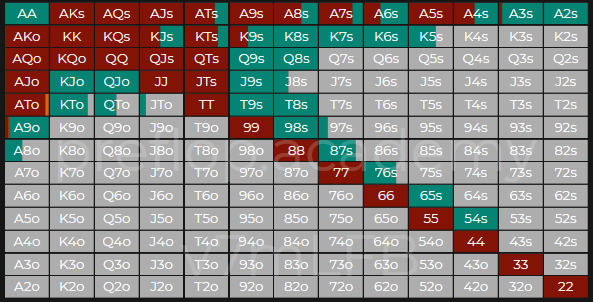 AA AKs AQs AJs ATs A9s A8s A7s A6s A5s A4s A3s A2s
AKo KK KQs KJs KTs K9s K8s K7s K6s K5s K4s K3s K2s
AQo KQo QQ QJs QTs Q9s Q8s Q7s Q6s Q5s Q4s Q3s Q2s
AJo KJo QJo JJ JTs J9s J8s J7s J6s J5s J4s J3s J2s
ATo KTo QTo JTo TT T9s T8s T7s T6s T5s T4s T3s T2s
A9o K9o Q9o J9o T9o 99 98s 97s 96s 95s 94s 93s 92s
A8o K8o Q8o J8o T8o 98o 88 87s 86s 85s 84s 83s 82s
A7o K7o Q7o J7o T7o 97o 87o 77 76s 75s 74s 73s 72s
A6o K6o Q6o J6o T6o 96o 86o 76o 66 65s 64s 63s 62s
A5o K5o Q5o J5o T5o 95o 85o 75o 65o 55 54s 53s 52s
A4o K4o Q4o J4o T4o 94o 84o 74o 64o 54o 44 43s 42s
A3o K3o Q3o J3o T3o 93o 83o 73o 63o 53o 43o 33 32s
A2o K2o Q2o J2o T2o 92o 82o 72o 62o 52o 42o 32o 22